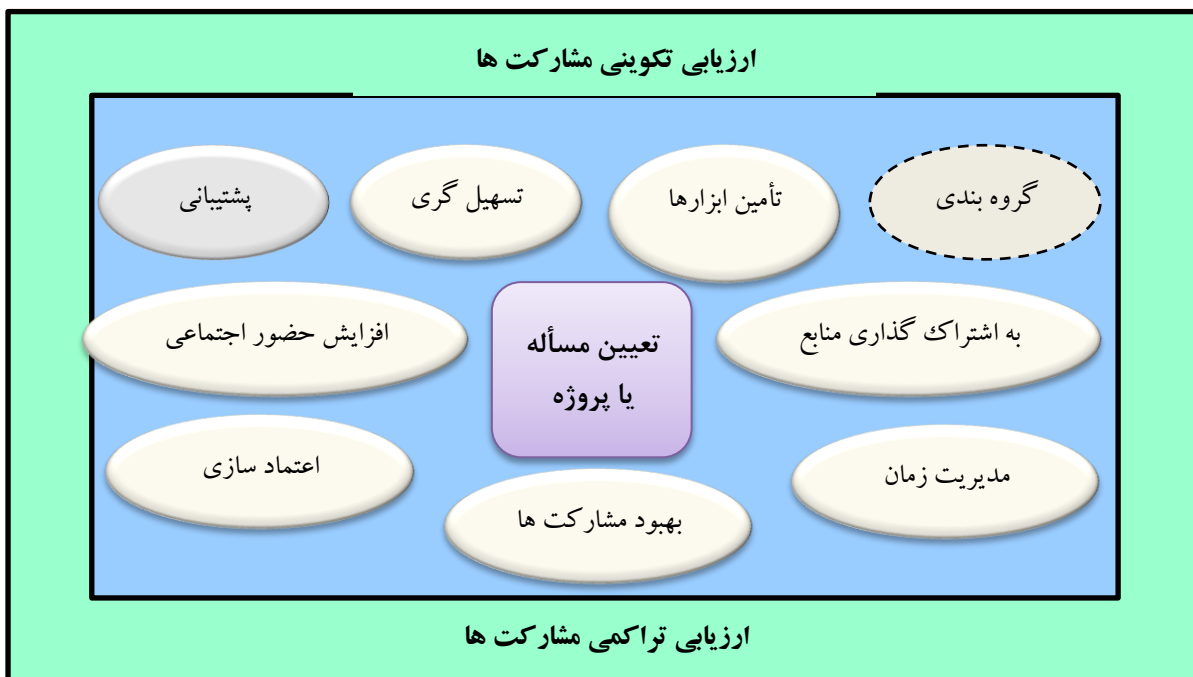 ارزیابی تکوینی مشارکت ها
گروه بندی
تأمین ابزارها
تسهیل گری
پشتیبانی
به اشتراک گذاری منابع
تعیین مسأله
یا پروژه
افزایش حضور اجتماعی
مدیریت زمان
بهبود مشارکت ها
اعتماد سازی
ارزیابی تراکمی مشارکت ها